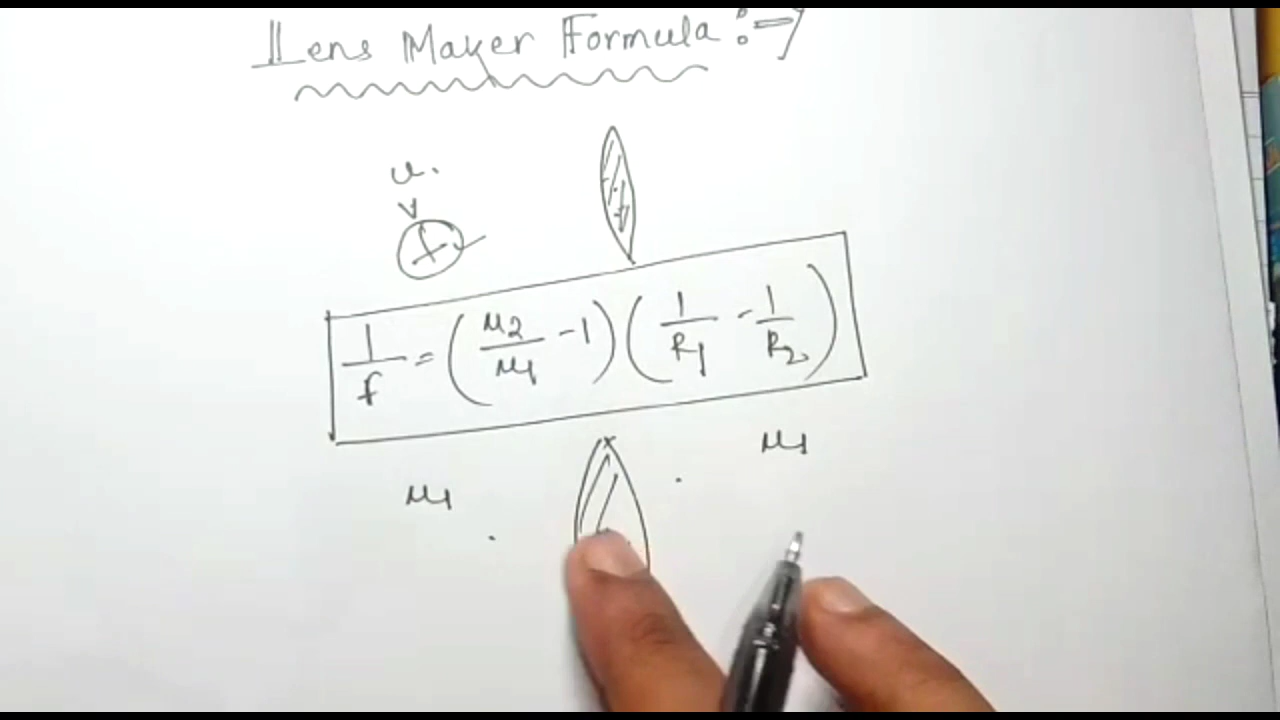 Lens Maker Formula :→
u.
f
1/f = (μ2/μ1 - 1) (1/R1 - 1/R2)
μ1
μ1